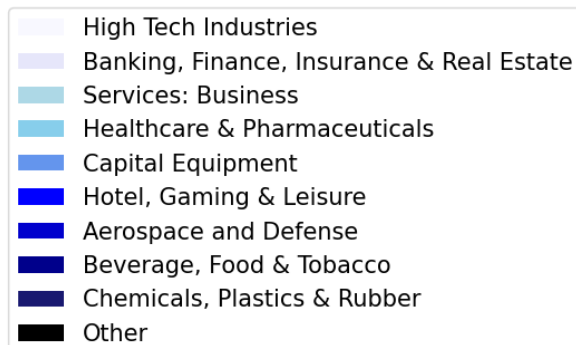 High Tech Industries
Banking, Finance, Insurance & Real Estate
Services: Business
Healthcare & Pharmaceuticals
Capital Equipment
Hotel, Gaming & Leisure
Aerospace and Defense
Beverage, Food & Tobacco
Chemicals, Plastics & Rubber
Other